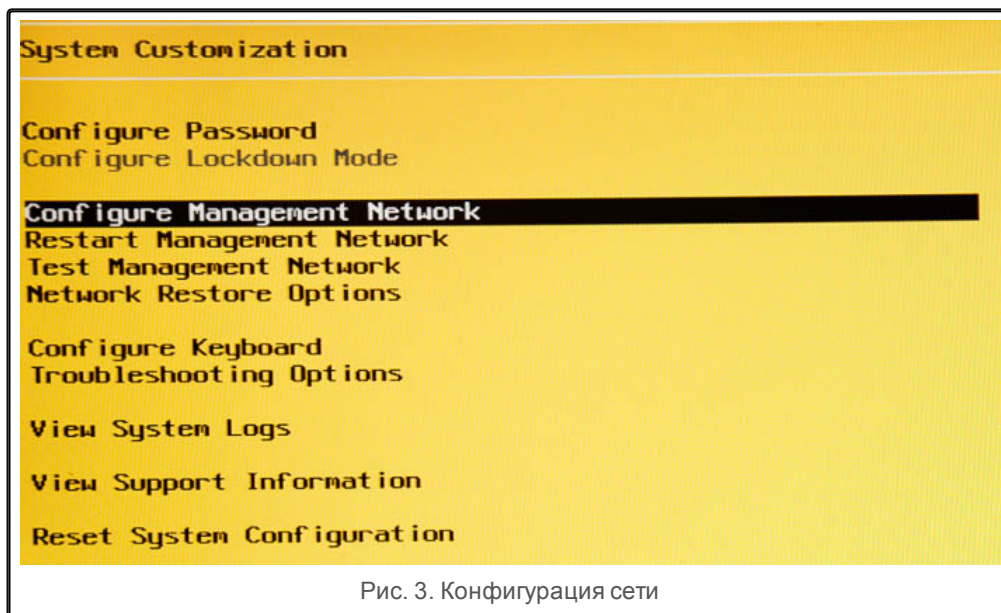 System Customization
Configure Password
Configure Lockdown Mode
Configure Management Network
Restart Management Network
Test Management Network
Network Restore Options
Configure Keyboard
Troubleshooting Options
View System Logs
View Support Information
Reset System Configuration
Рис. 3. Конфигурация сети